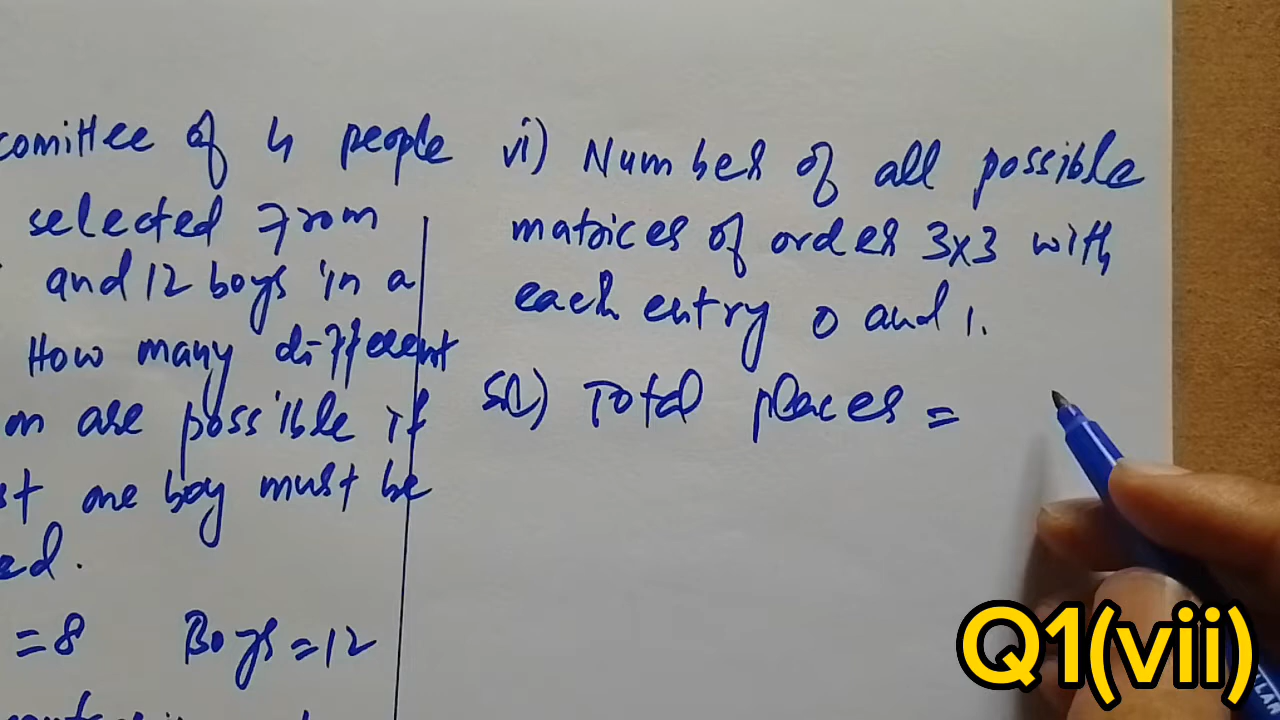 comittee of 4 people
selected from
and 12 boys in a
How many different
on are possible if
st one boy must be
ed.
=8 Boys=12
vi) Number of all possible
matrices of order 3x3 with
each entry 0 and 1.
Sol) Total places =
Q1(vii)